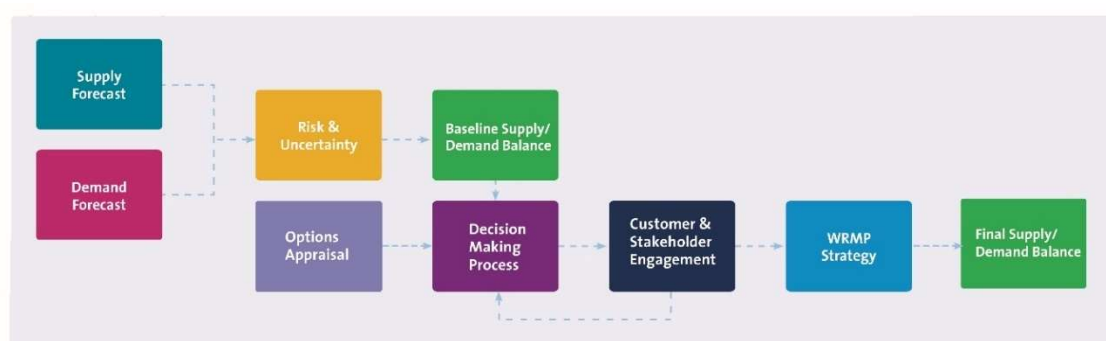 Supply
Forecast
Demand
Forecast
Risk &
Uncertainty
Baseline Supply/
Demand Balance
Options
Appraisal
Decision
Making
Process
Customer &
Stakeholder
Engagement
WRMP
Strategy
Final Supply/
Demand Balance